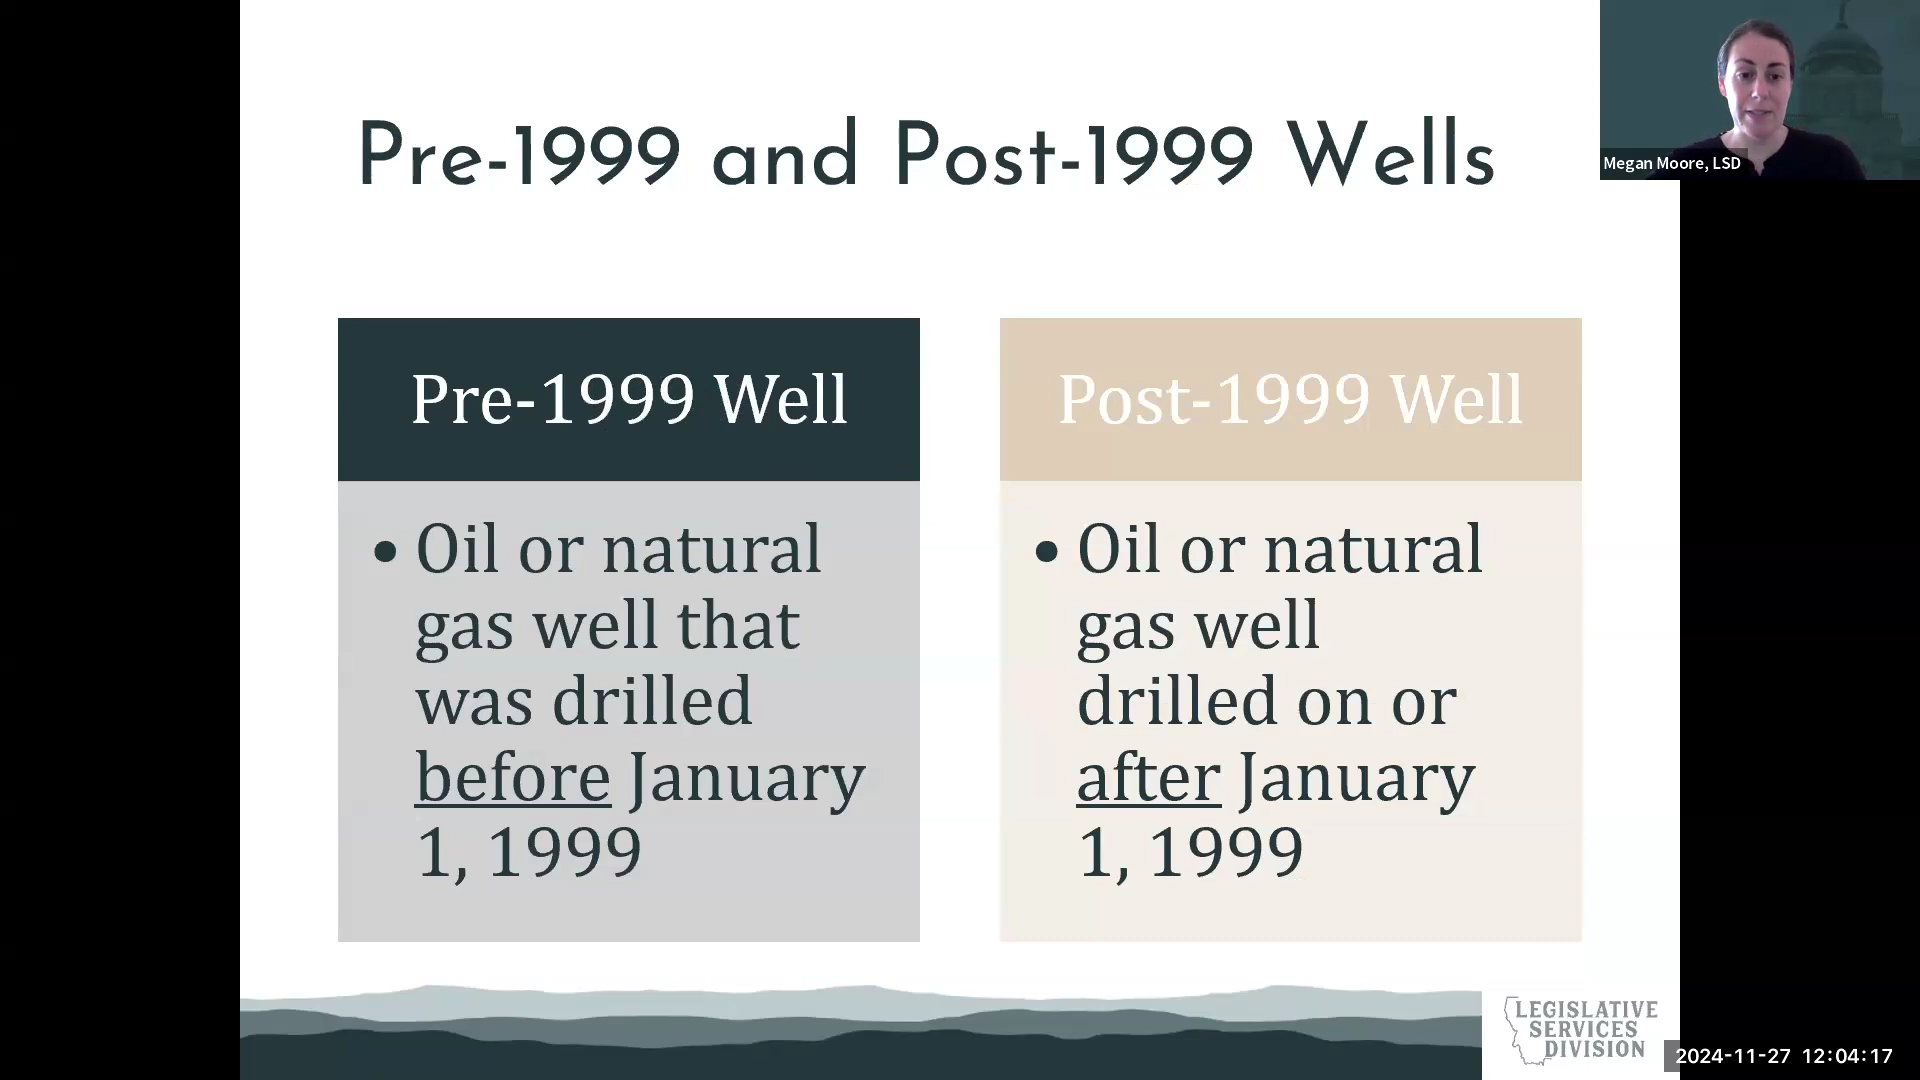 Pre-1999 and Post-1999 Wells
Megan Moore, LSD
Pre-1999 Well
• Oil or natural
gas well that
was drilled
before January
1, 1999
Post-1999 Well
• Oil or natural
gas well
drilled on or
after January
1, 1999
LEGISLATIVE
SERVICES
DIVISION
2024-11-27 12:04:17